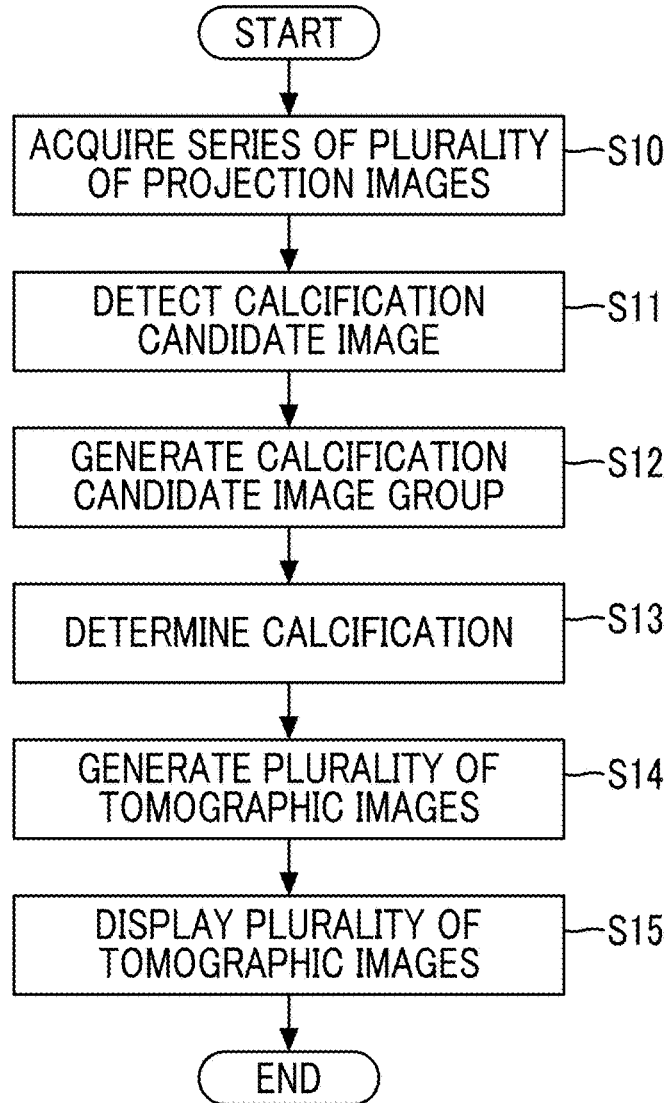 START
ACQUIRE SERIES OF PLURALITY
OF PROJECTION IMAGES
S10
DETECT CALCIFICATION
CANDIDATE IMAGE
S11
GENERATE CALCIFICATION
CANDIDATE IMAGE GROUP
S12
DETERMINE CALCIFICATION
S13
GENERATE PLURALITY OF
TOMOGRAPHIC IMAGES
S14
DISPLAY PLURALITY OF
TOMOGRAPHIC IMAGES
S15
END